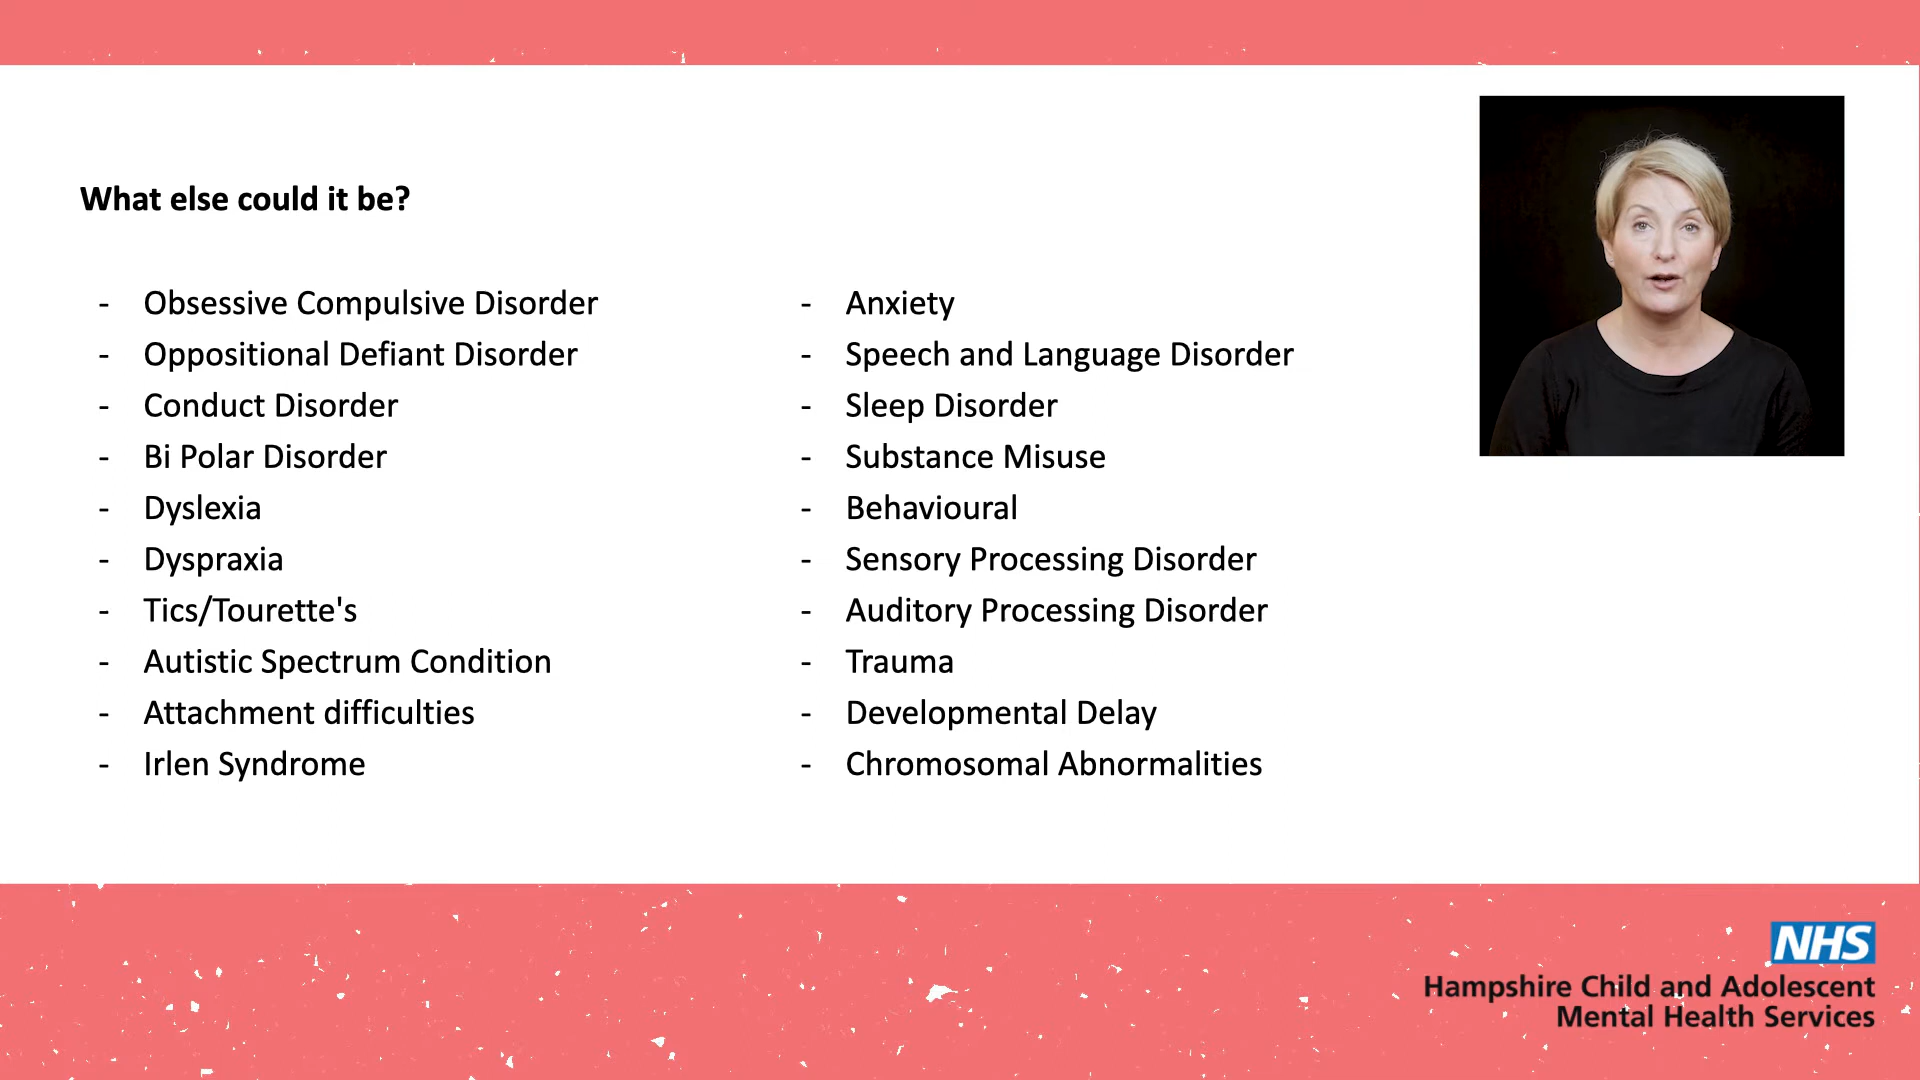 What else could it be?
- Obsessive Compulsive Disorder
- Oppositional Defiant Disorder
- Conduct Disorder
- Bi Polar Disorder
- Dyslexia
- Dyspraxia
- Tics/Tourette's
- Autistic Spectrum Condition
- Attachment difficulties
- Irlen Syndrome
- Anxiety
- Speech and Language Disorder
- Sleep Disorder
- Substance Misuse
- Behavioural
- Sensory Processing Disorder
- Auditory Processing Disorder
- Trauma
- Developmental Delay
- Chromosomal Abnormalities
NHS
Hampshire Child and Adolescent
Mental Health Services